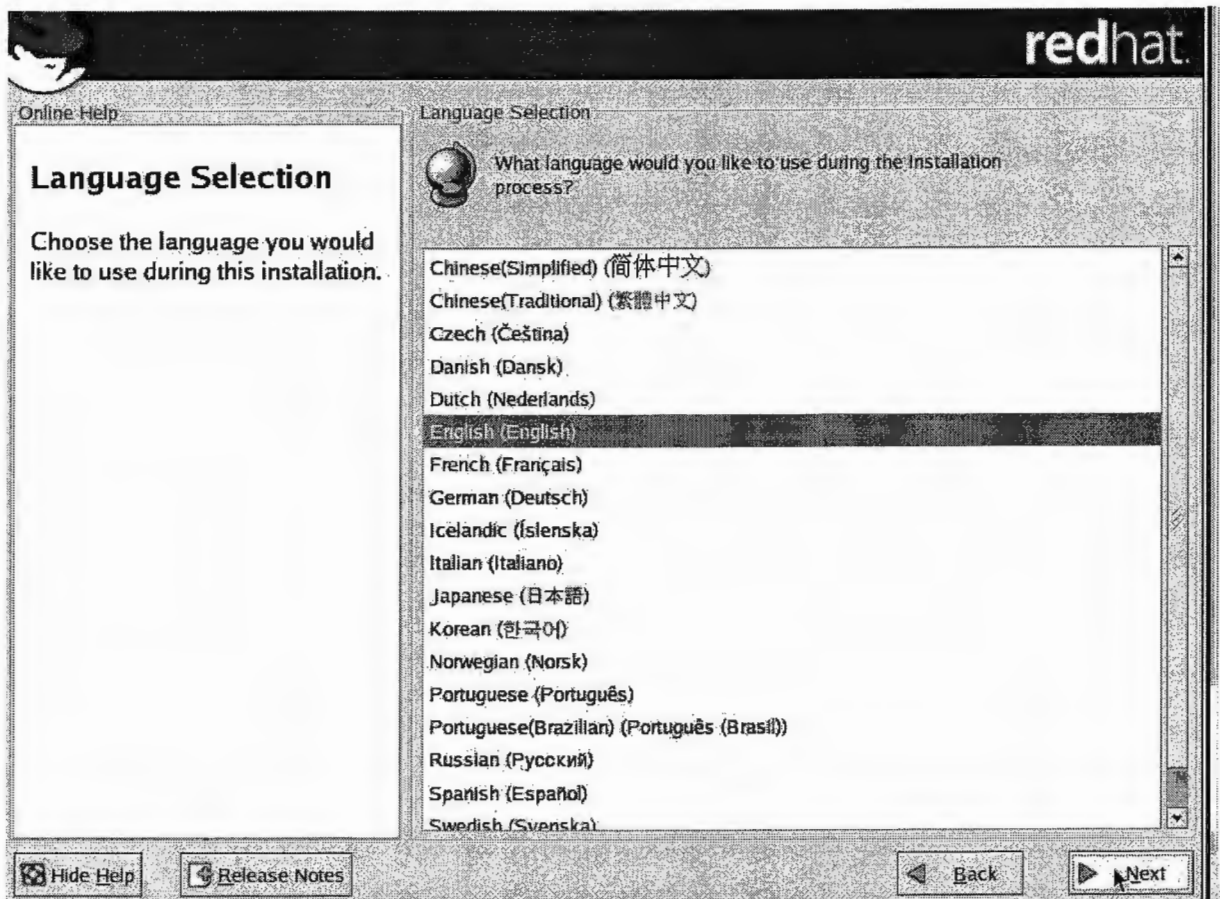 redhat.
Online Help
Language Selection
Choose the language you would
like to use during this installation.
Language Selection
What language would you like to use during the installation
process?
Chinese(Simplified) (简体中文)
Chinese(Traditional) (繁體中文)
Czech (Čeština)
Danish (Dansk)
Dutch (Nederlands)
English (English)
French (Français)
German (Deutsch)
Icelandic (Íslenska)
Italian (Italiano)
Japanese (日本語)
Korean (한국어)
Norwegian (Norsk)
Portuguese (Português)
Portuguese(Brazilian) (Português (Brasil))
Russian (Русский)
Spanish (Español)
Swedish (Svenska)
Hide Help
Release Notes
Back
Next